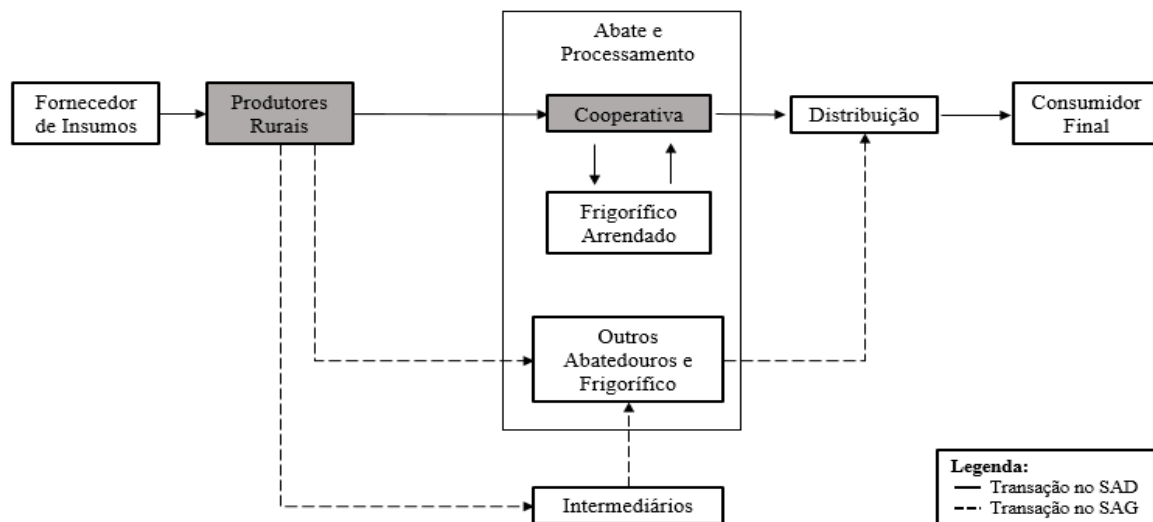 Abate e
Processamento
Fornecedor
de Insumos
Produtores
Rurais
Cooperativa
Distribuição
Consumidor
Final
Frigorífico
Arrendado
Outros
Abatedouros e
Frigorífico
Intermediários
Legenda:
Transação no SAD
Transação no SAG